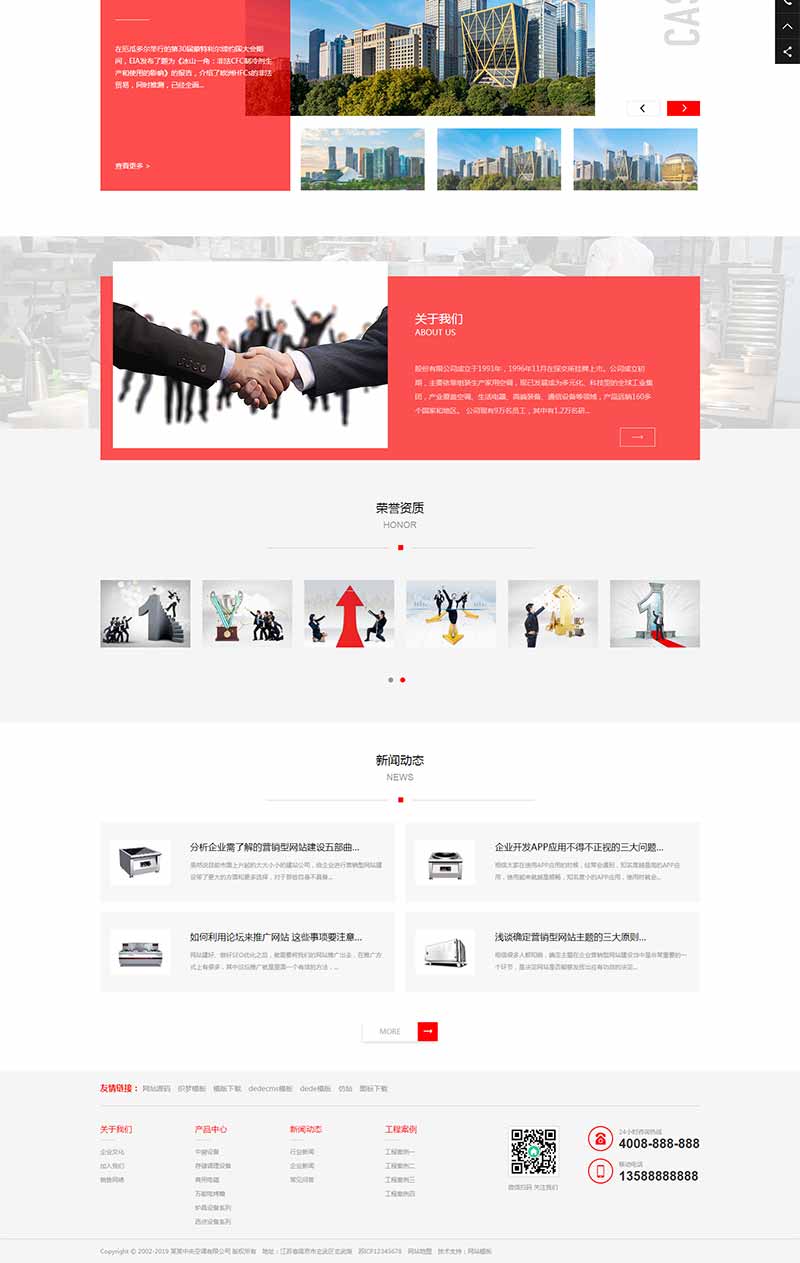 CAS
在厄瓜多尔举行的第30届蒙特利尔缔约国大会期
间，EIA发布了题为《冰山一角：非法CFC制冷剂生
产和使用的影响》的报告，介绍了欧洲HFCs的非法
贸易，同时推测，已经全面...
查看更多 >
关于我们
ABOUT US
股份有限公司成立于1991年，1996年11月在深交所挂牌上市。公司成立初
期，主要依靠组装生产家用空调，现已发展成为多元化、科技型的全球工业集
团，产业覆盖空调、生活电器、高端装备、通信设备等领域，产品远销160多
个国家和地区。 公司现有9万名员工，其中有1.2万名研...
荣誉资质
HONOR
新闻动态
NEWS
分析企业需了解的营销型网站建设五部曲...
虽然说目前市面上兴起的大大小小的建站公司，给企业进行营销型网站建
设带了更大的方面和更多选择，对于那些自身不具备...
企业开发APP应用不得不正视的三大问题...
相信大家在使用APP应用的时候，经常会遇到，知名度越是高的APP应
用，使用起来就越是顺畅，知名度小的APP应用，使用时就会...
如何利用论坛来推广网站 这些事项要注意...
网站建好、做好SEO优化之后，就需要将我们的网站推广出去，在推广方
式上有很多，其中论坛推广就是里面一个有效的方法，...
浅谈确定营销型网站主题的三大原则...
相信很多人都知道，确定主题在企业营销型网站建设当中是非常重要的一
个环节，是决定网站是否能够发挥出应有功效的决定...
MORE
友情链接： 网站源码 织梦模板 模版下载 dedecms模板 dede模板 仿站 图标下载
关于我们
企业文化
加入我们
销售网络
产品中心
中餐设备
存储调理设备
商用电磁
万能电烤箱
炉具设备系列
西点设备系列
新闻动态
行业新闻
企业新闻
常见问答
工程案例
工程案例一
工程案例二
工程案例三
工程案例四
微信扫码 关注我们
24小时咨询热线
4008-888-888
移动电话
13588888888
Copyright © 2002-2019 某某中央空调有限公司 版权所有 地址：江苏省南京市玄武区玄武湖 苏ICP12345678 网站地图 技术支持：网站模板